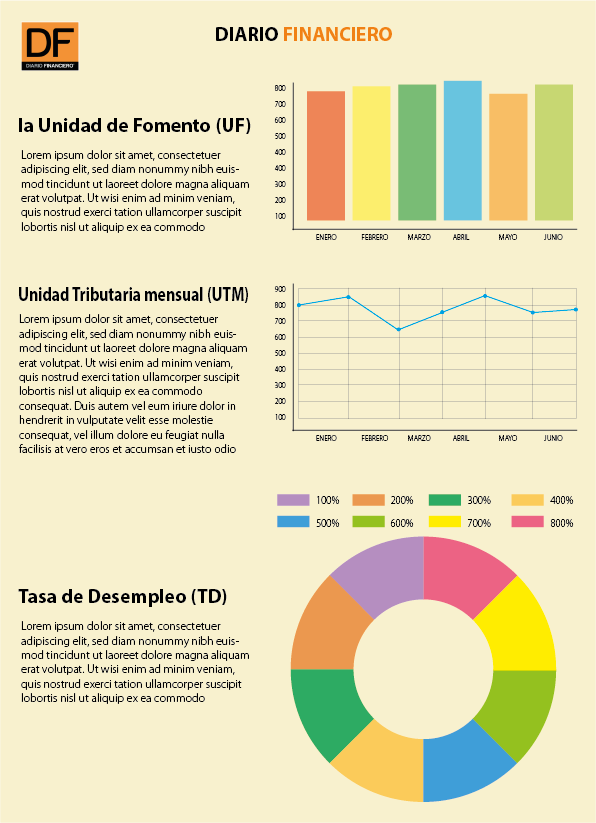 DF
DIARIO FINANCIERO
DIARIO FINANCIERO
la Unidad de Fomento (UF)
Lorem ipsum dolor sit amet, consectetuer
adipiscing elit, sed diam nonummy nibh euis-
mod tincidunt ut laoreet dolore magna aliquam
erat volutpat. Ut wisi enim ad minim veniam,
quis nostrud exerci tation ullamcorper suscipit
lobortis nisl ut aliquip ex ea commodo
800
700
600
500
400
300
200
100
ENERO FEBRERO MARZO ABRIL MAYO JUNIO
Unidad Tributaria mensual (UTM)
Lorem ipsum dolor sit amet, consectetuer
adipiscing elit, sed diam nonummy nibh euis-
mod tincidunt ut laoreet dolore magna aliquam
erat volutpat. Ut wisi enim ad minim veniam,
quis nostrud exerci tation ullamcorper suscipit
lobortis nisl ut aliquip ex ea commodo
consequat. Duis autem vel eum iriure dolor in
hendrerit in vulputate velit esse molestie
consequat, vel illum dolore eu feugiat nulla
facilisis at vero eros et accumsan et iusto odio
900
800
700
600
500
400
300
200
100
ENERO FEBRERO MARZO ABRIL MAYO JUNIO
100% 200% 300% 400%
500% 600% 700% 800%
Tasa de Desempleo (TD)
Lorem ipsum dolor sit amet, consectetuer
adipiscing elit, sed diam nonummy nibh euis-
mod tincidunt ut laoreet dolore magna aliquam
erat volutpat. Ut wisi enim ad minim veniam,
quis nostrud exerci tation ullamcorper suscipit
lobortis nisl ut aliquip ex ea commodo